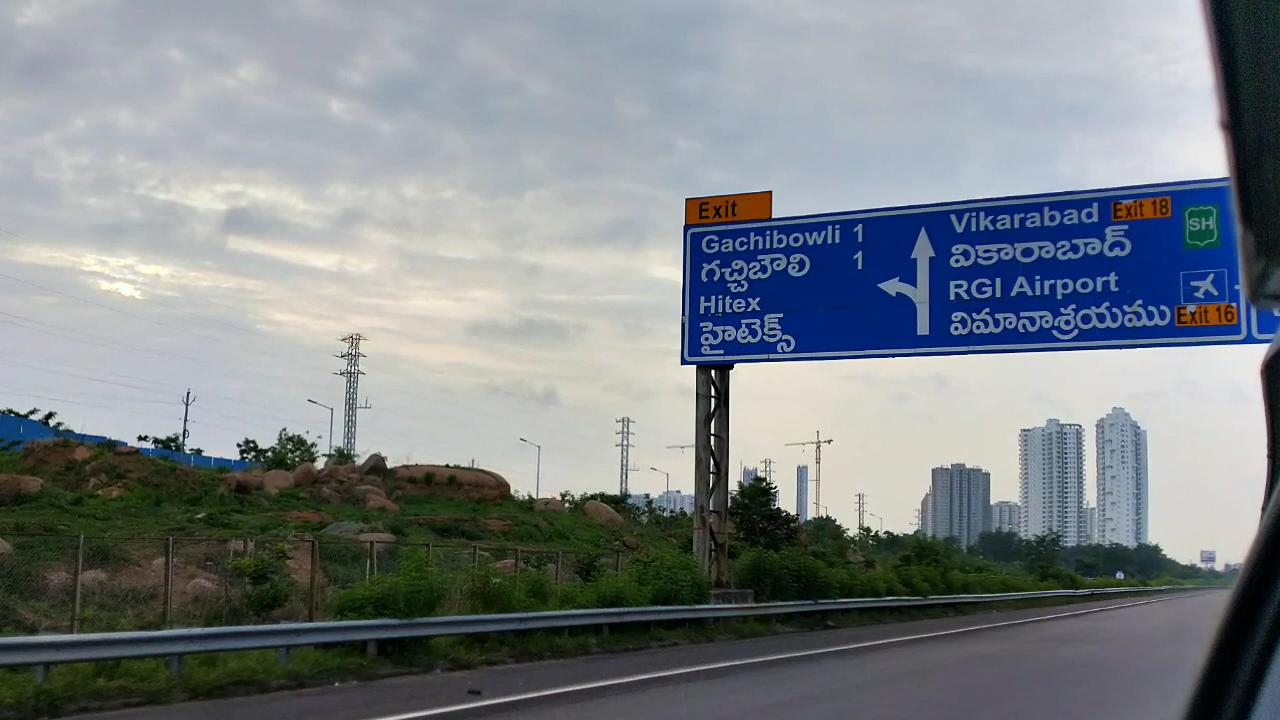 Exit
Gachibowli 1
గచ్చిబౌలి 1
Hitex
హైటెక్స్
Vikarabad Exit 18
SH
వికారాబాద్
RGI Airport
విమానాశ్రయము Exit 16